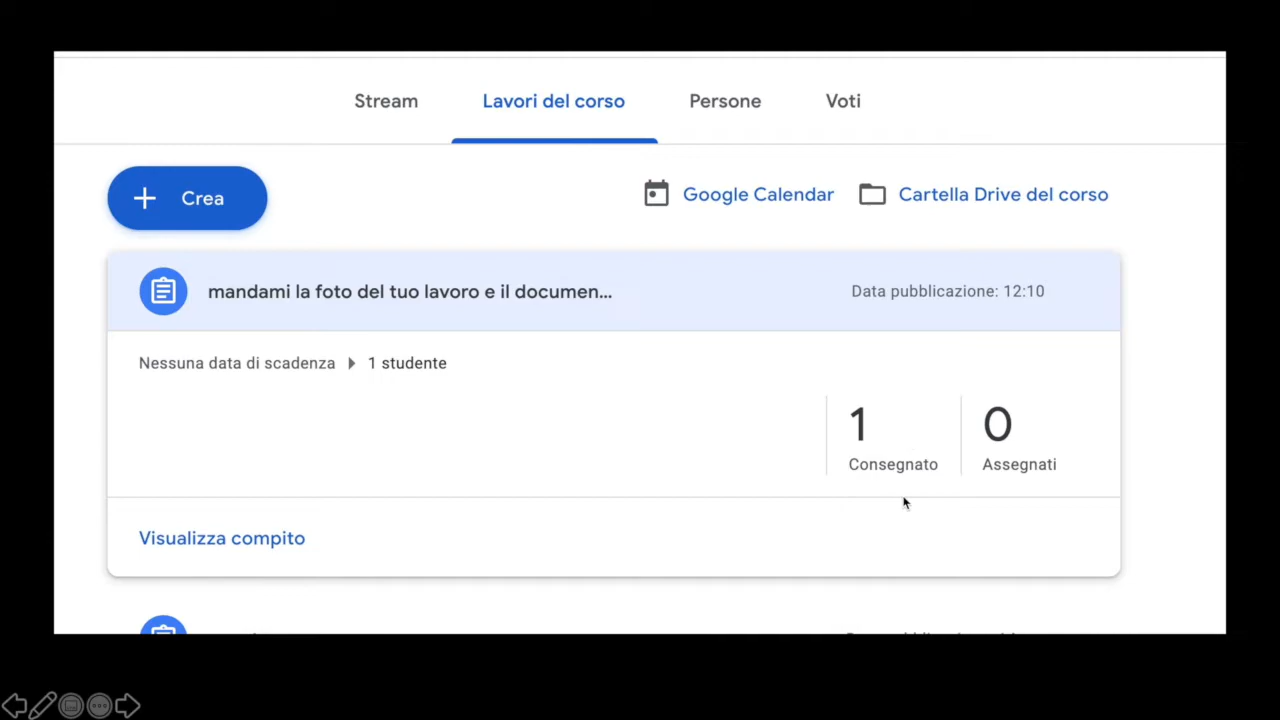 Stream Lavori del corso Persone Voti
Crea
Google Calendar Cartella Drive del corso
mandami la foto del tuo lavoro e il documen... Data pubblicazione: 12:10
Nessuna data di scadenza 1 studente
1 0
Consegnato Assegnati
Visualizza compito